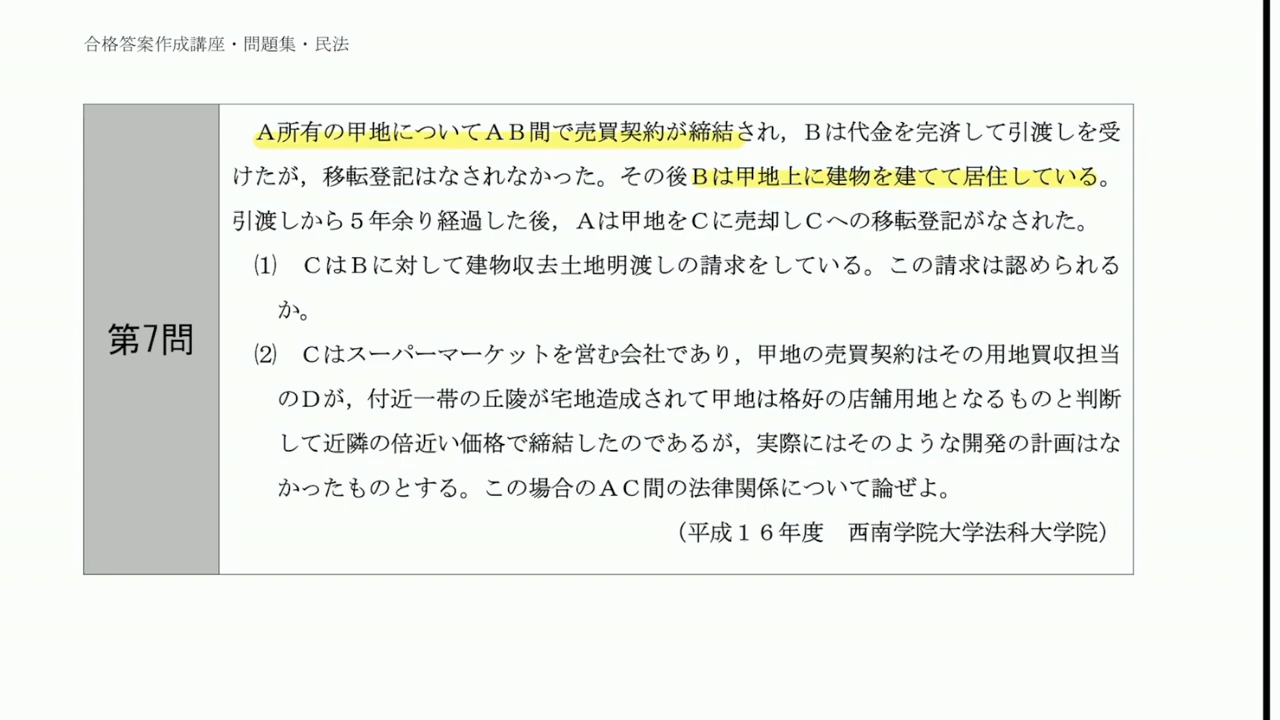 合格答案作成講座・問題集・民法
第7問
A所有の甲地についてAB間で売買契約が締結され，Bは代金を完済して引渡しを受
けたが，移転登記はなされなかった。その後Bは甲地上に建物を建てて居住している。
引渡しから5年余り経過した後，Aは甲地をCに売却しCへの移転登記がなされた。
⑴　CはBに対して建物収去土地明渡しの請求をしている。この請求は認められる
か。
⑵　Cはスーパーマーケットを営む会社であり，甲地の売買契約はその用地買収担当
のDが，付近一帯の丘陵が宅地造成されて甲地は格好の店舗用地となるものと判断
して近隣の倍近い価格で締結したのであるが，実際にはそのような開発の計画はな
かったものとする。この場合のAC間の法律関係について論ぜよ。
（平成１６年度　西南学院大学法科大学院）